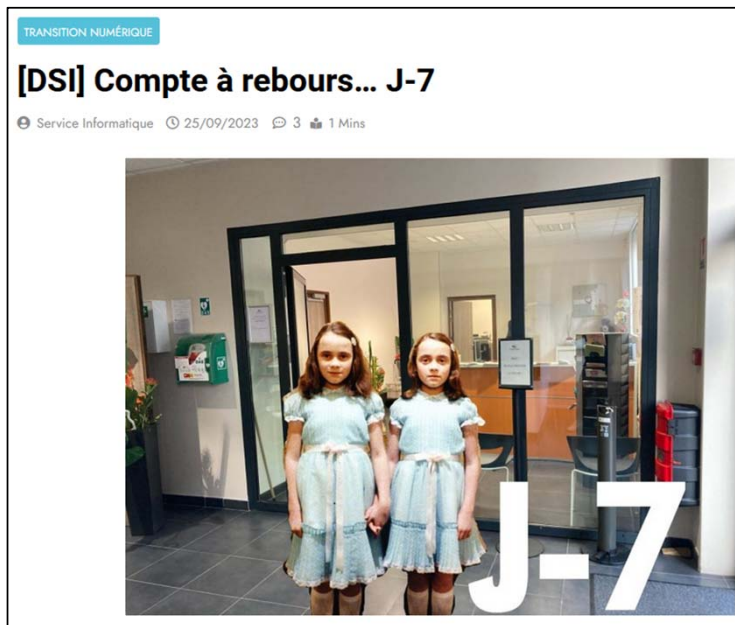 TRANSITION NUMÉRIQUE
[DSI] Compte à rebours... J-7
Service Informatique 25/09/2023 3 1 Mins
J-7